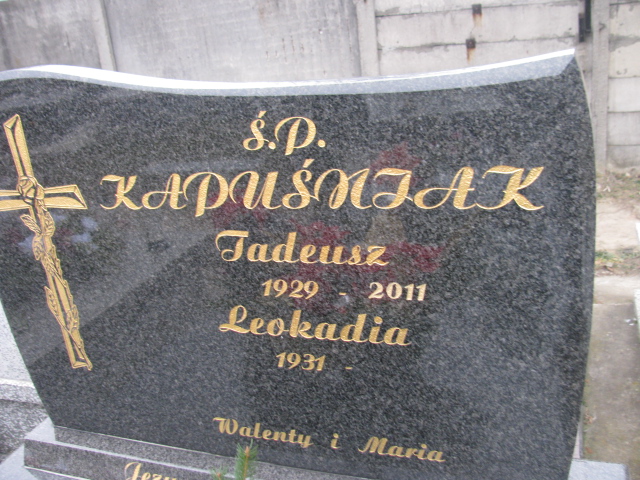 Ś.P.
KAPUŚNIAK
Tadeusz
1929 - 2011
Leokadia
1931 -
Walenty i Maria